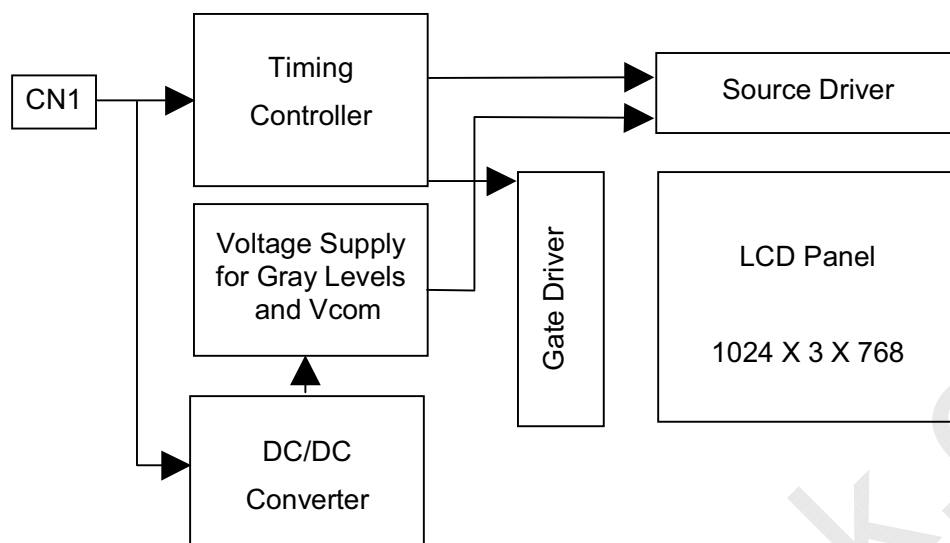 CN1
Timing
Controller
Source Driver
Voltage Supply
for Gray Levels
and Vcom
Gate Driver
LCD Panel
1024 X 3 X 768
DC/DC
Converter